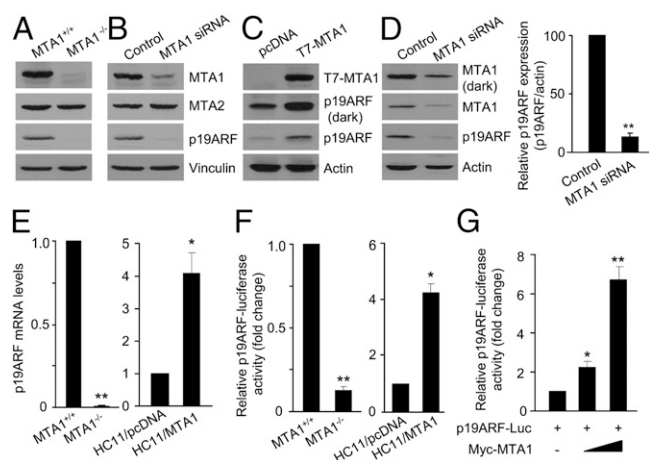 A
MTA1+/+
MTA1-/-
B
Control
MTA1 siRNA
MTA1
MTA2
p19ARF
Vinculin
C
pcDNA
T7-MTA1
T7-MTA1
p19ARF
(dark)
p19ARF
Actin
D
Control
MTA1 siRNA
MTA1
(dark)
MTA1
p19ARF
Actin
Relative p19ARF expression
(p19ARF/actin)
100
50
0
**
Control
MTA1 siRNA
E
p19ARF mRNA levels
1.0
0.5
0
**
MTA1+/+
MTA1-/-
5
4
3
2
1
0
*
HC11/pcDNA
HC11/MTA1
F
Relative p19ARF-luciferase
activity (fold change)
1.0
0.5
0
**
MTA1+/+
MTA1-/-
6
4
2
0
*
HC11/pcDNA
HC11/MTA1
G
Relative p19ARF-luciferase
activity (fold change)
8
6
4
2
0
*
**
p19ARF-Luc + + +
Myc-MTA1 -